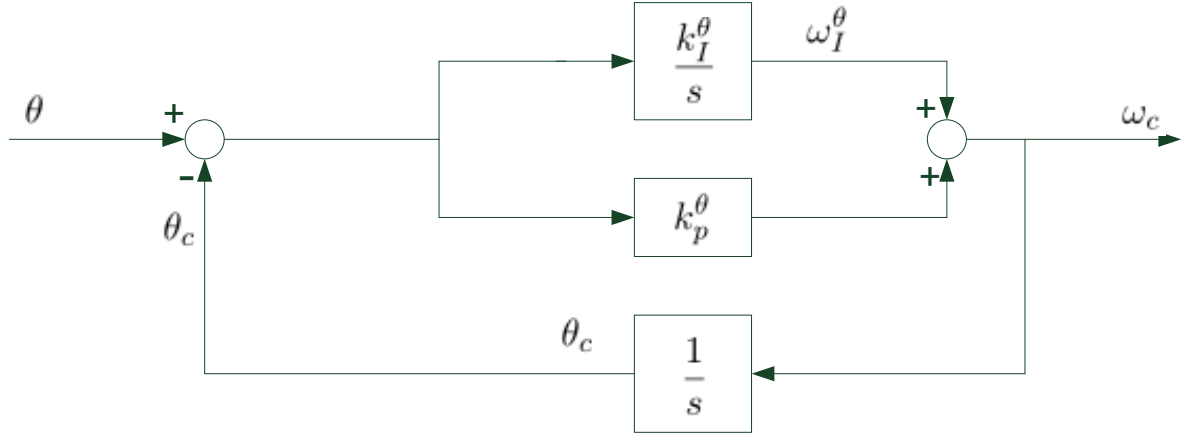 k_I^θ / s
ω_I^θ
θ
+
+
ω_c
-
+
θ_c
k_p^θ
θ_c
1 / s